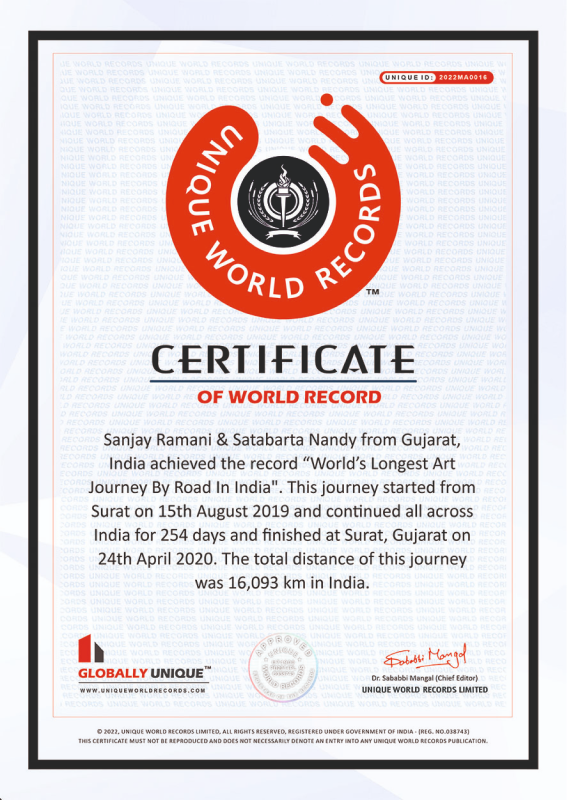 UNIQUE ID: 2022MA0016
UNIQUE WORLD RECORDS
TM
CERTIFICATE
OF WORLD RECORD
Sanjay Ramani & Satabarta Nandy from Gujarat,
India achieved the record “World’s Longest Art
Journey By Road In India". This journey started from
Surat on 15th August 2019 and continued all across
India for 254 days and finished at Surat, Gujarat on
24th April 2020. The total distance of this journey
was 16,093 km in India.
GLOBALLY UNIQUE™
WWW.UNIQUEWORLDRECORDS.COM
APPROVED
Sababbi Mangal
Dr. Sababbi Mangal (Chief Editor)
UNIQUE WORLD RECORDS LIMITED
© 2022, UNIQUE WORLD RECORDS LIMITED, ALL RIGHTS RESERVED, REGISTERED UNDER GOVERNMENT OF INDIA - (REG. NO.038743)
THIS CERTIFICATE MUST NOT BE REPRODUCED AND DOES NOT NECESSARILY DENOTE AN ENTRY INTO ANY UNIQUE WORLD RECORDS PUBLICATION.